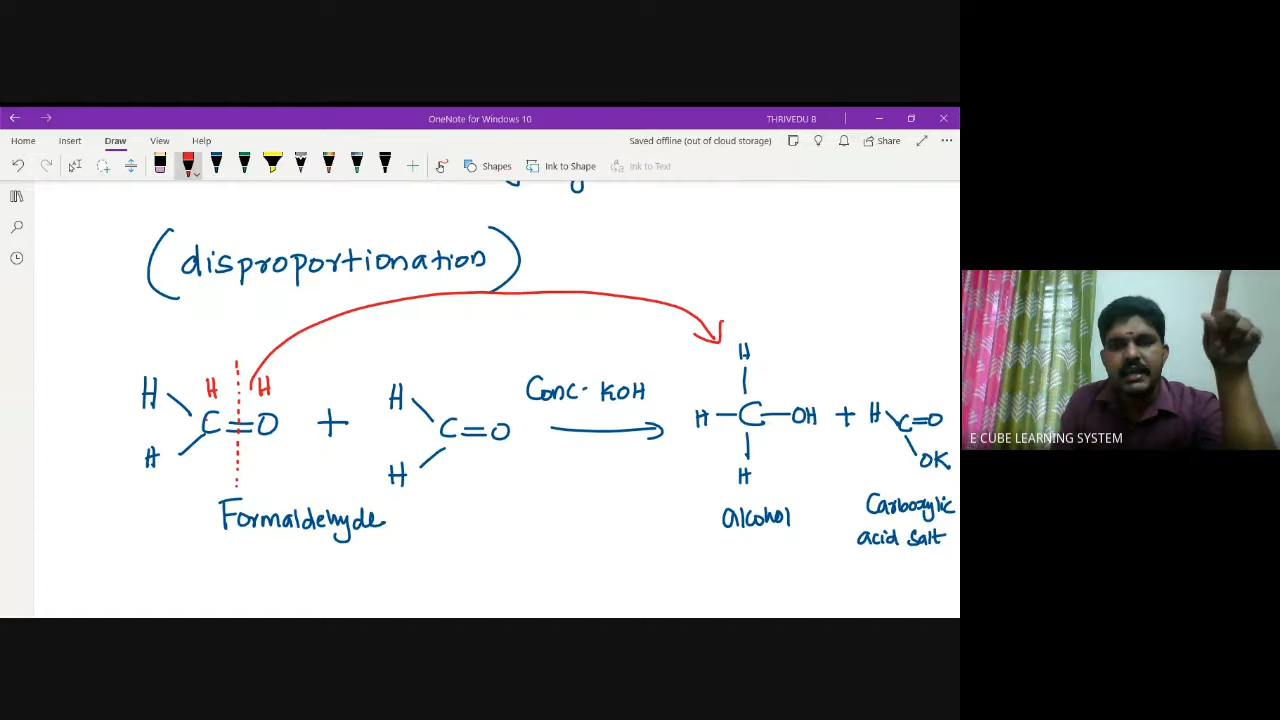 OneNote for Windows 10
THRIVEDU B
Home Insert Draw View Help
Saved offline (out of cloud storage)
Share
Shapes
Ink to Shape
Ink to Text
(disproportionation)
H H H
C=O
H
+
H
C=O
H
Conc. KOH
H
H-C-OH
H
+
H
C=O
OK
Formaldehyde
alcohol
Carboxylic
acid salt
E CUBE LEARNING SYSTEM